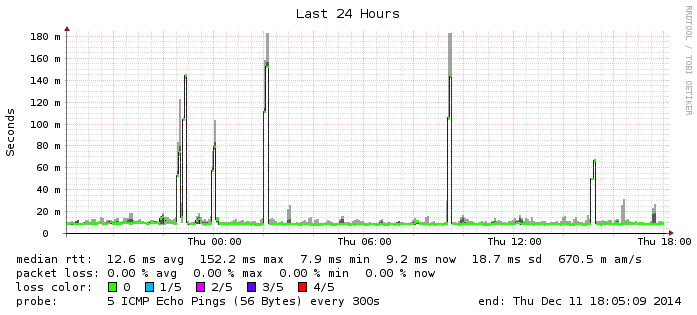 Last 24 Hours
RRDTOOL / TOBI OETIKER
Seconds
180 m
160 m
140 m
120 m
100 m
80 m
60 m
40 m
20 m
0
Thu 00:00 Thu 06:00 Thu 12:00 Thu 18:00
median rtt: 12.6 ms avg 152.2 ms max 7.9 ms min 9.2 ms now 18.7 ms sd 670.5 m am/s
packet loss: 0.00 % avg 0.00 % max 0.00 % min 0.00 % now
loss color: 0 1/5 2/5 3/5 4/5
probe: 5 ICMP Echo Pings (56 Bytes) every 300s end: Thu Dec 11 18:05:09 2014